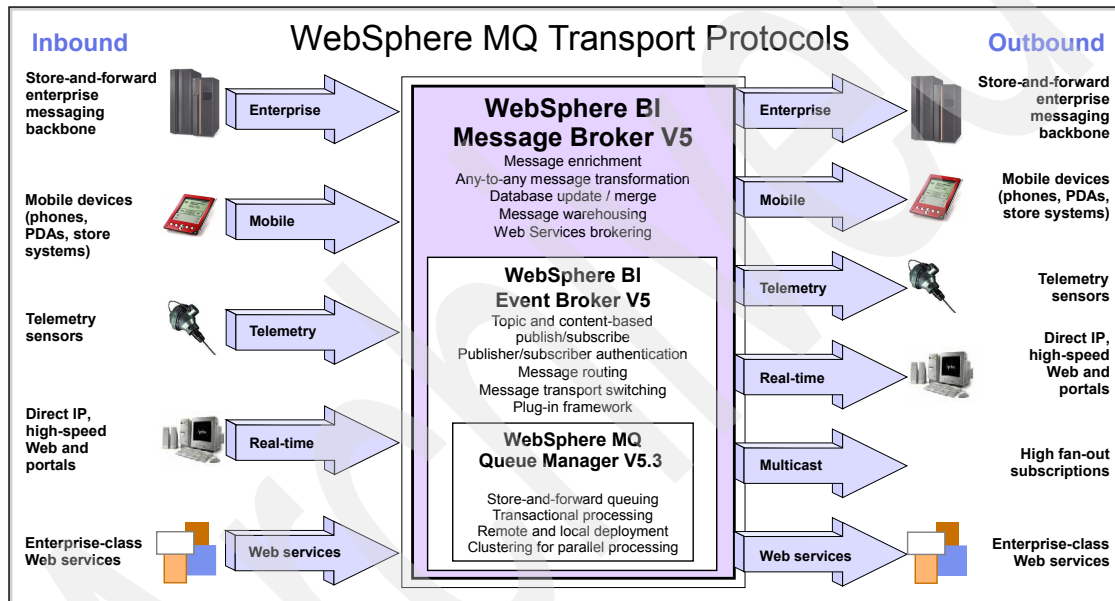 WebSphere MQ Transport Protocols
Inbound
Store-and-forward
enterprise
messaging
backbone
Enterprise
Mobile devices
(phones,
PDAs, store
systems)
Mobile
Telemetry
sensors
Telemetry
Direct IP,
high-speed
Web and
portals
Real-time
Enterprise-class
Web services
Web services
WebSphere BI
Message Broker V5
Message enrichment
Any-to-any message transformation
Database update / merge
Message warehousing
Web Services brokering
WebSphere BI
Event Broker V5
Topic and content-based
publish/subscribe
Publisher/subscriber authentication
Message routing
Message transport switching
Plug-in framework
WebSphere MQ
Queue Manager V5.3
Store-and-forward queuing
Transactional processing
Remote and local deployment
Clustering for parallel processing
Outbound
Enterprise
Store-and-forward
enterprise
messaging
backbone
Mobile
Mobile devices
(phones, PDAs,
store systems)
Telemetry
Telemetry
sensors
Real-time
Direct IP,
high-speed
Web and
portals
Multicast
High fan-out
subscriptions
Web services
Enterprise-class
Web services